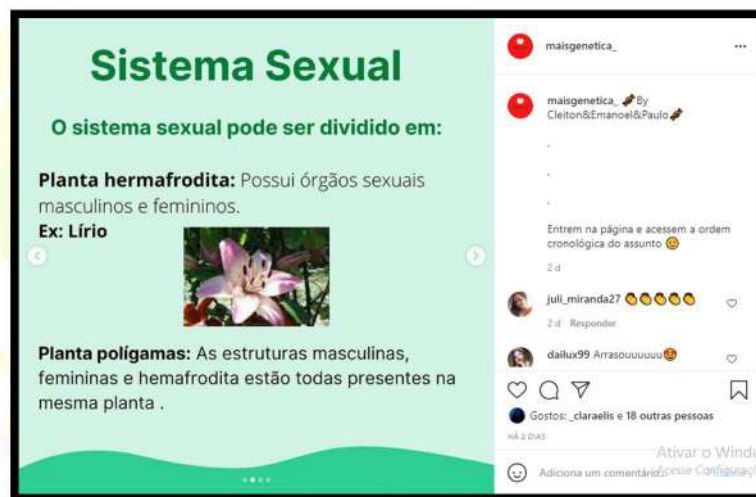 Sistema Sexual
O sistema sexual pode ser dividido em:
Planta hermafrodita: Possui órgãos sexuais
masculinos e femininos.
Ex: Lírio
Planta polígamas: As estruturas masculinas,
femininas e hemafrodita estão todas presentes na
mesma planta .
maisgenetica_
maisgenetica_ By
Cleiton&Emanoel&Paulo
.
.
.
Entrem na página e acessem a ordem
cronológica do assunto
2 d
juli_miranda27
2 d Responder
dailux99 Arrasouuuuuu
Gostos: _claraelis e 18 outras pessoas
HÁ 2 DIAS
Ativar o Windo
Adiciona um comentário...